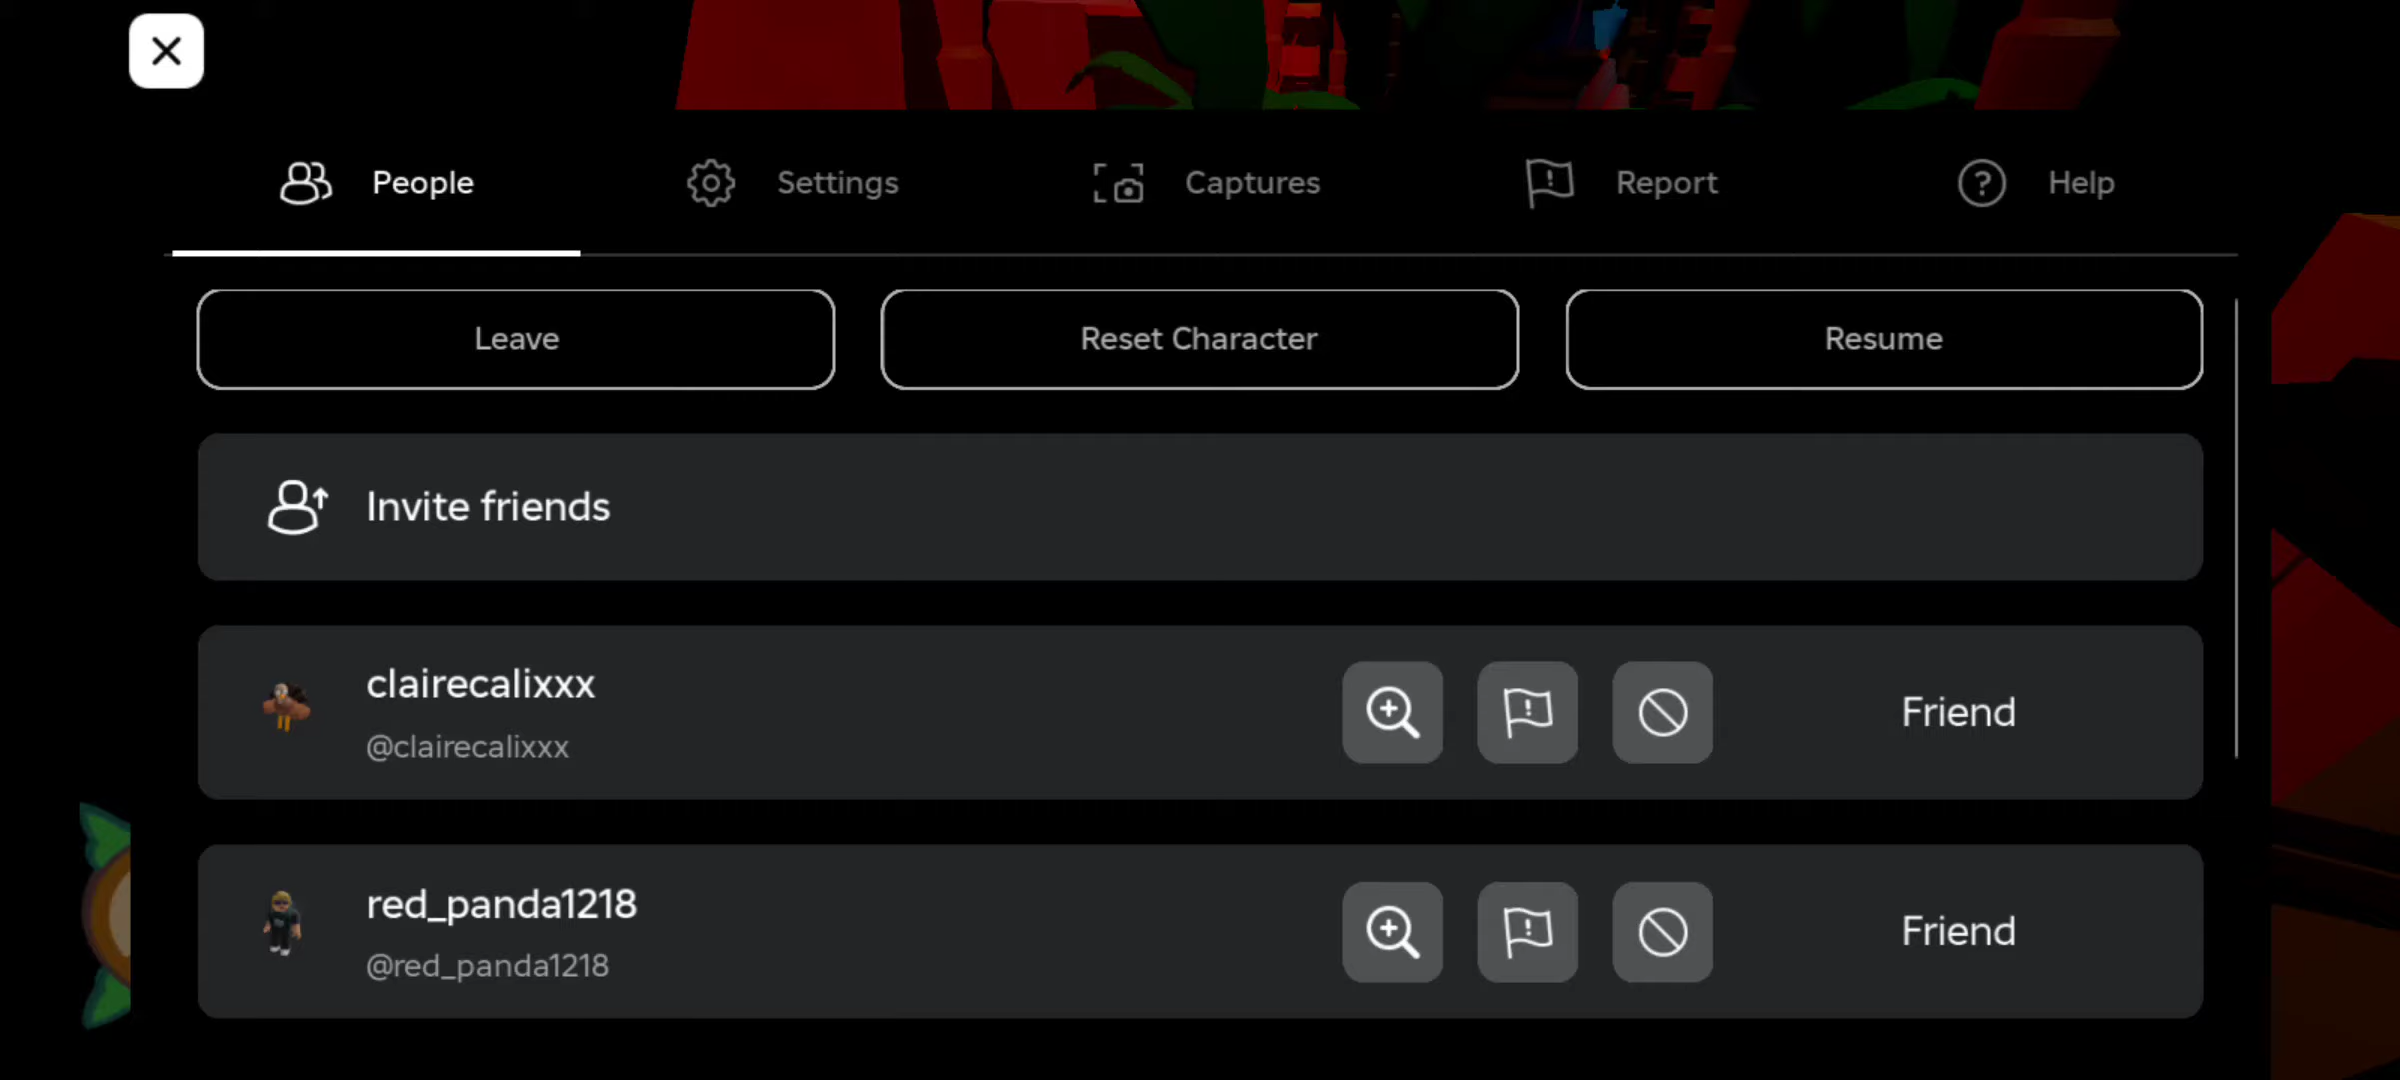 People
Settings
Captures
Report
Help
Leave
Reset Character
Resume
Invite friends
clairecalixxx
@clairecalixxx
Friend
red_panda1218
@red_panda1218
Friend